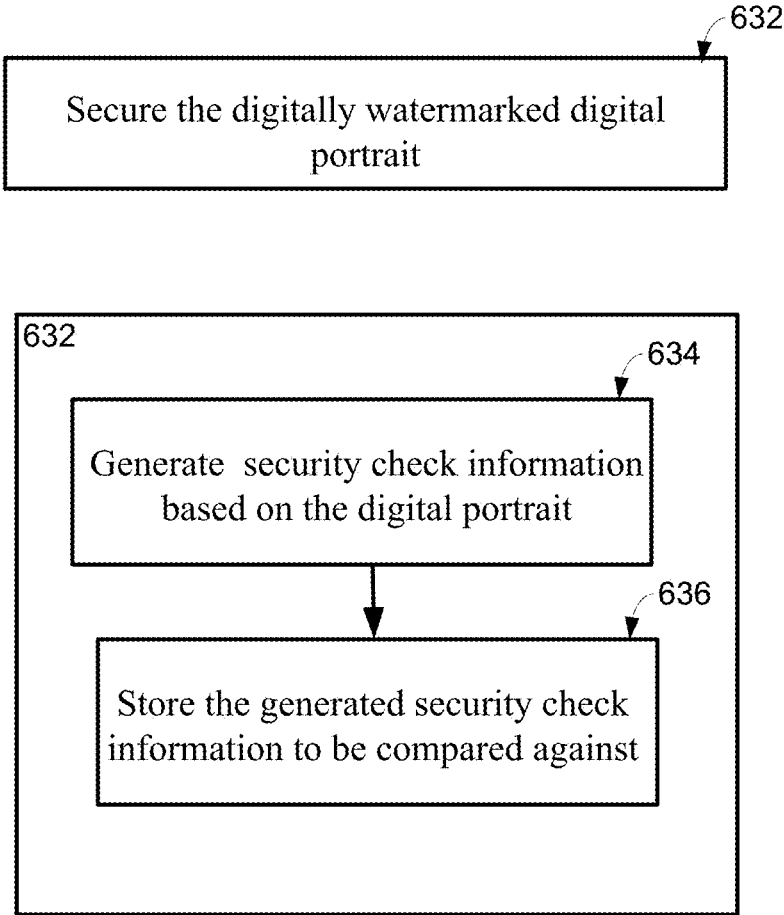 632
Secure the digitally watermarked digital
portrait
632
634
Generate security check information
based on the digital portrait
636
Store the generated security check
information to be compared against